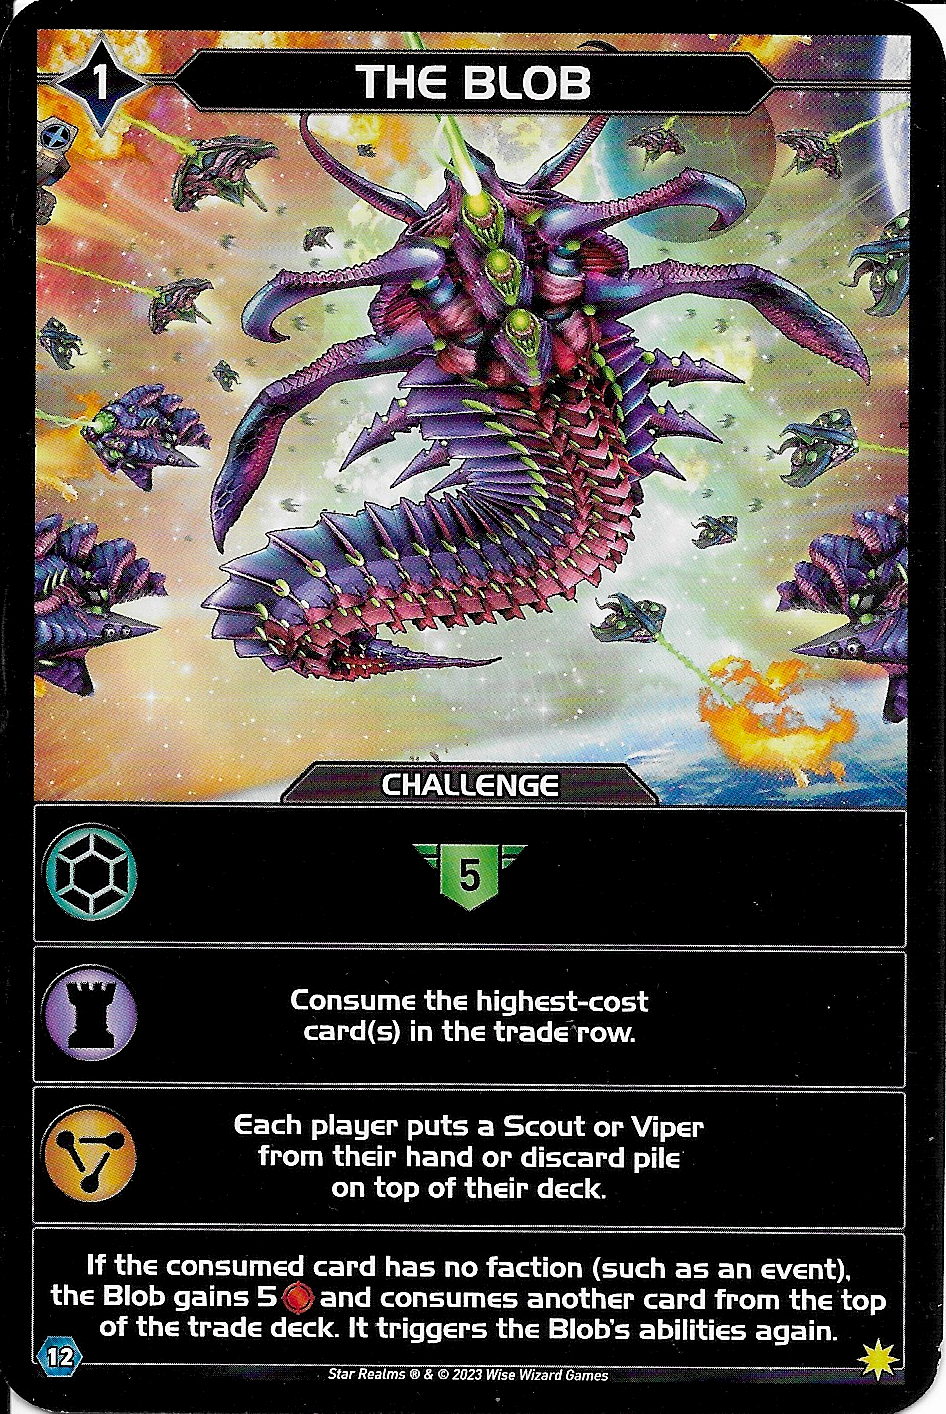 1
THE BLOB
CHALLENGE
5
Consume the highest-cost
card(s) in the trade row.
Each player puts a Scout or Viper
from their hand or discard pile
on top of their deck.
If the consumed card has no faction (such as an event),
the Blob gains 5 and consumes another card from the top
of the trade deck. It triggers the Blob's abilities again.
12
Star Realms ® & © 2023 Wise Wizard Games